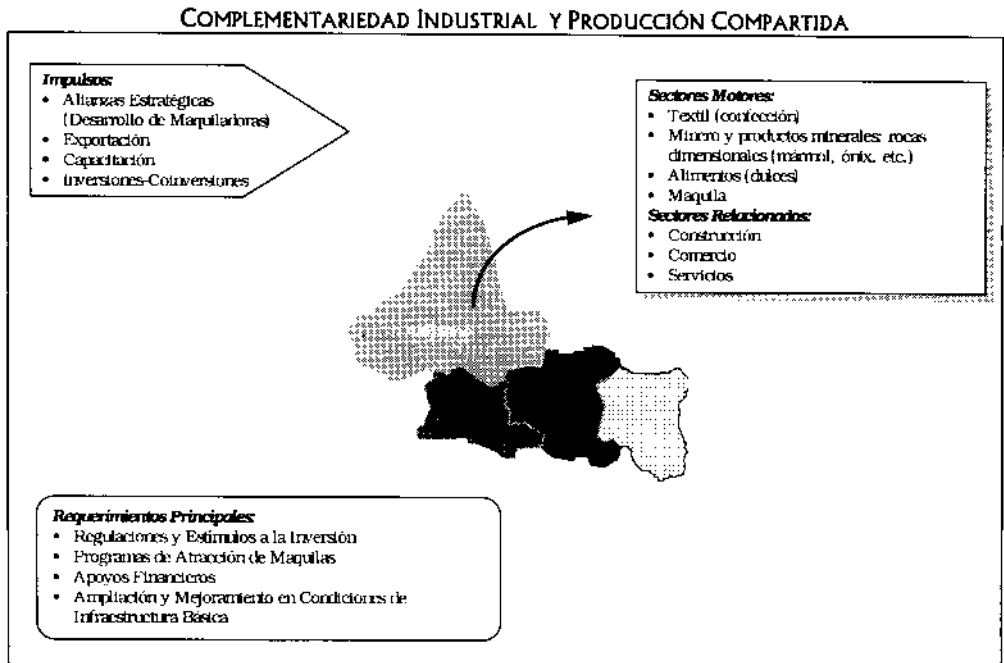 COMPLEMENTARIEDAD INDUSTRIAL Y PRODUCCIÓN COMPARTIDA
Impulsos:
• Alianzas Estratégicas
(Desarrollo de Maquiladoras)
• Exportación
• Capacitación
• Inversiones-Coinversiones
Sectores Motores:
• Textil (confección)
• Minero y productos minerales: rocas
dimensionales (mármol, ónix, etc.)
• Alimentos (dulces)
• Maquila
Sectores Relacionados:
• Construcción
• Comercio
• Servicios
Requerimientos Principales:
• Regulaciones y Estímulos a la Inversión
• Programas de Atracción de Maquilas
• Apoyos Financieros
• Ampliación y Mejoramiento en Condiciones de
Infraestructura Básica